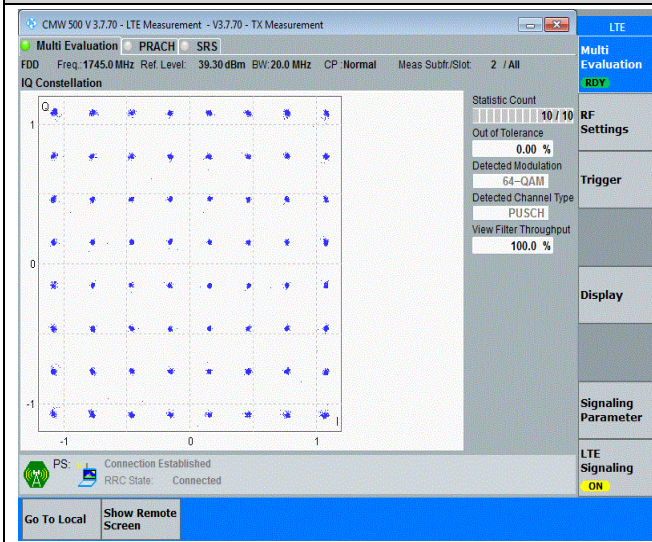 CMW 500 V 3.7.70 - LTE Measurement - V3.7.70 - TX Measurement
LTE
Multi Evaluation PRACH SRS
Multi
Evaluation
RDY
FDD Freq.:1745.0 MHz Ref. Level: 39.30 dBm BW:20.0 MHz CP :Normal Meas Subfr./Slot: 2 / All
IQ Constellation
Q
I
1
0
-1
-1
0
1
Statistic Count
10 / 10
Out of Tolerance
0.00 %
Detected Modulation
64-QAM
Detected Channel Type
PUSCH
View Filter Throughput
100.0 %
RF
Settings
Trigger
Display
Signaling
Parameter
LTE
Signaling
ON
PS: Connection Established
RRC State: Connected
Go To Local
Show Remote
Screen